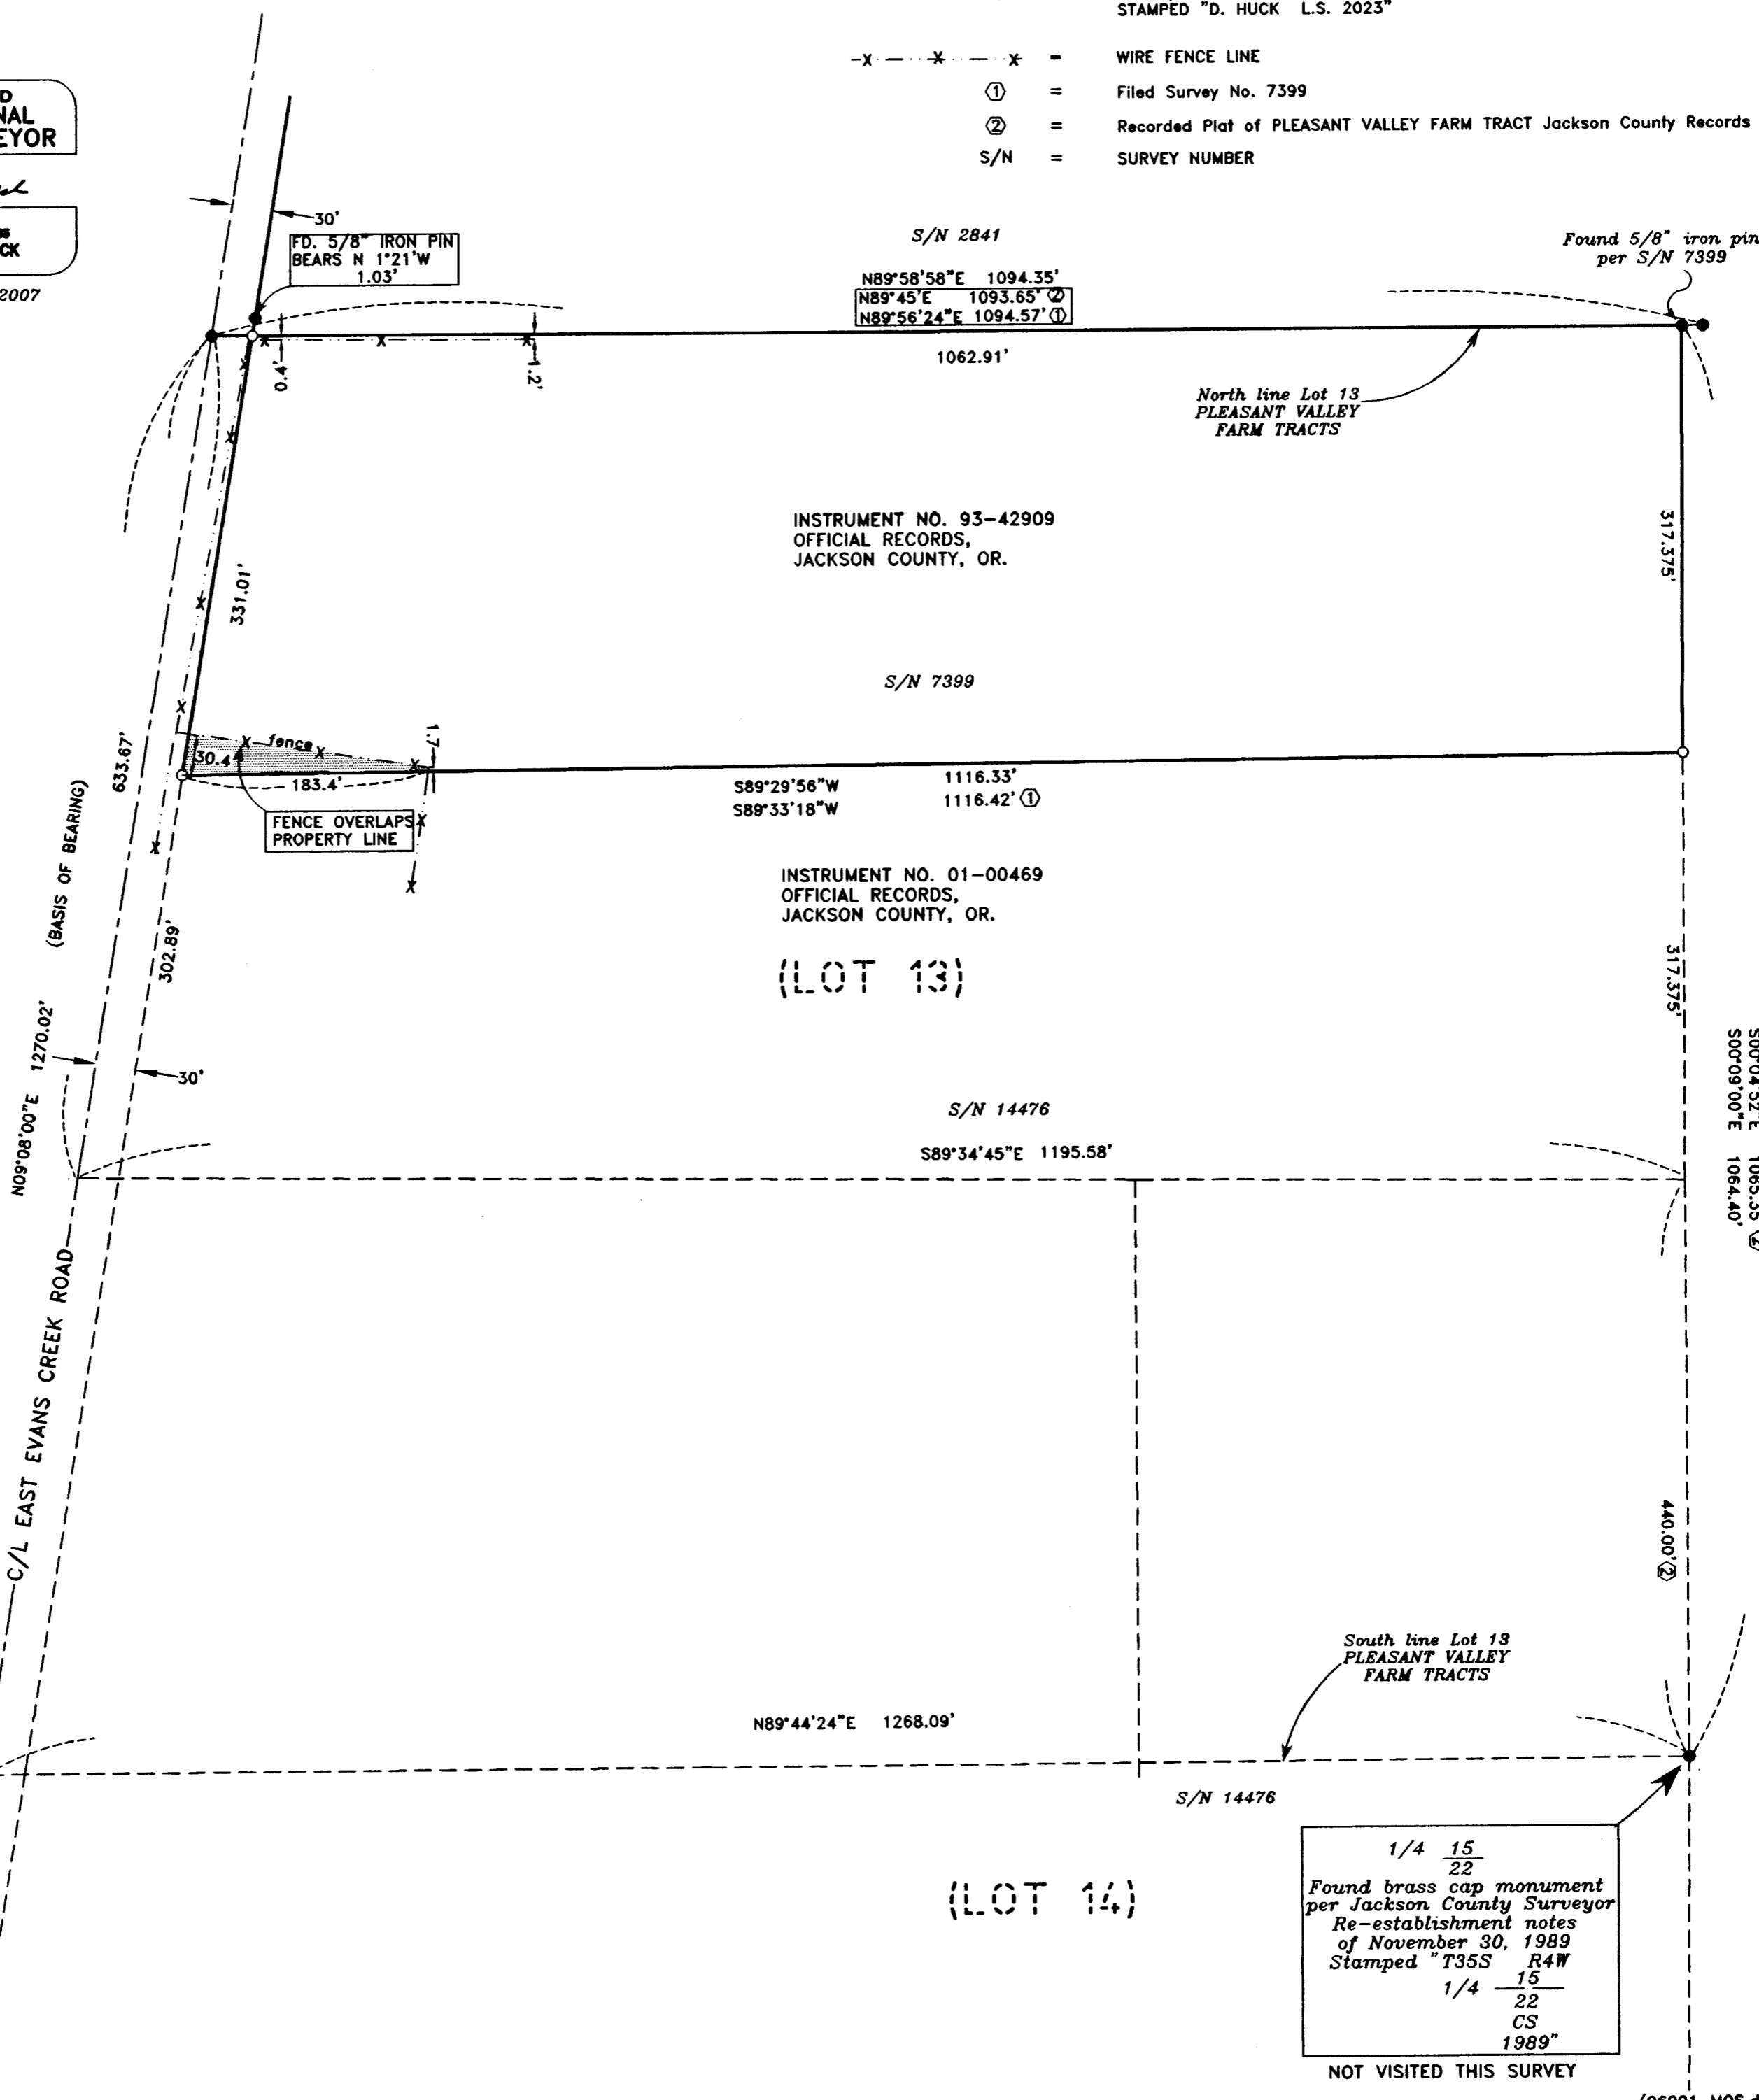 STAMPED "D. HUCK L.S. 2023"
-X — · · — X — · · — X = WIRE FENCE LINE
① = Filed Survey No. 7399
② = Recorded Plat of PLEASANT VALLEY FARM TRACT Jackson County Records
S/N = SURVEY NUMBER
2007
30'
FD. 5/8" IRON PIN
BEARS N 1°21'W
1.03'
S/N 2841
N89°58'58"E 1094.35'
N89°45'E 1093.65' ②
N89°56'24"E 1094.57' ①
Found 5/8" iron pin
per S/N 7399
0.4'
1.2'
1062.91'
North line Lot 13
PLEASANT VALLEY
FARM TRACTS
INSTRUMENT NO. 93-42909
OFFICIAL RECORDS,
JACKSON COUNTY, OR.
317.375'
331.01'
S/N 7399
633.67'
fence
30.4'
1.7'
183.4'
S89°29'56"W 1116.33'
S89°33'18"W 1116.42' ①
FENCE OVERLAPS
PROPERTY LINE
(BASIS OF BEARING)
INSTRUMENT NO. 01-00469
OFFICIAL RECORDS,
JACKSON COUNTY, OR.
302.89'
(LOT 13)
317.375'
N09°08'00"E 1270.02'
30'
S00°09'00"E 1064.40'
S/N 14476
S89°34'45"E 1195.58'
C/L EAST EVANS CREEK ROAD
440.00' ②
South line Lot 13
PLEASANT VALLEY
FARM TRACTS
N89°44'24"E 1268.09'
S/N 14476
(LOT 14)
1/4 15
22
Found brass cap monument
per Jackson County Surveyor
Re-establishment notes
of November 30, 1989
Stamped "T35S R4W
1/4 15
22
CS
1989"
NOT VISITED THIS SURVEY